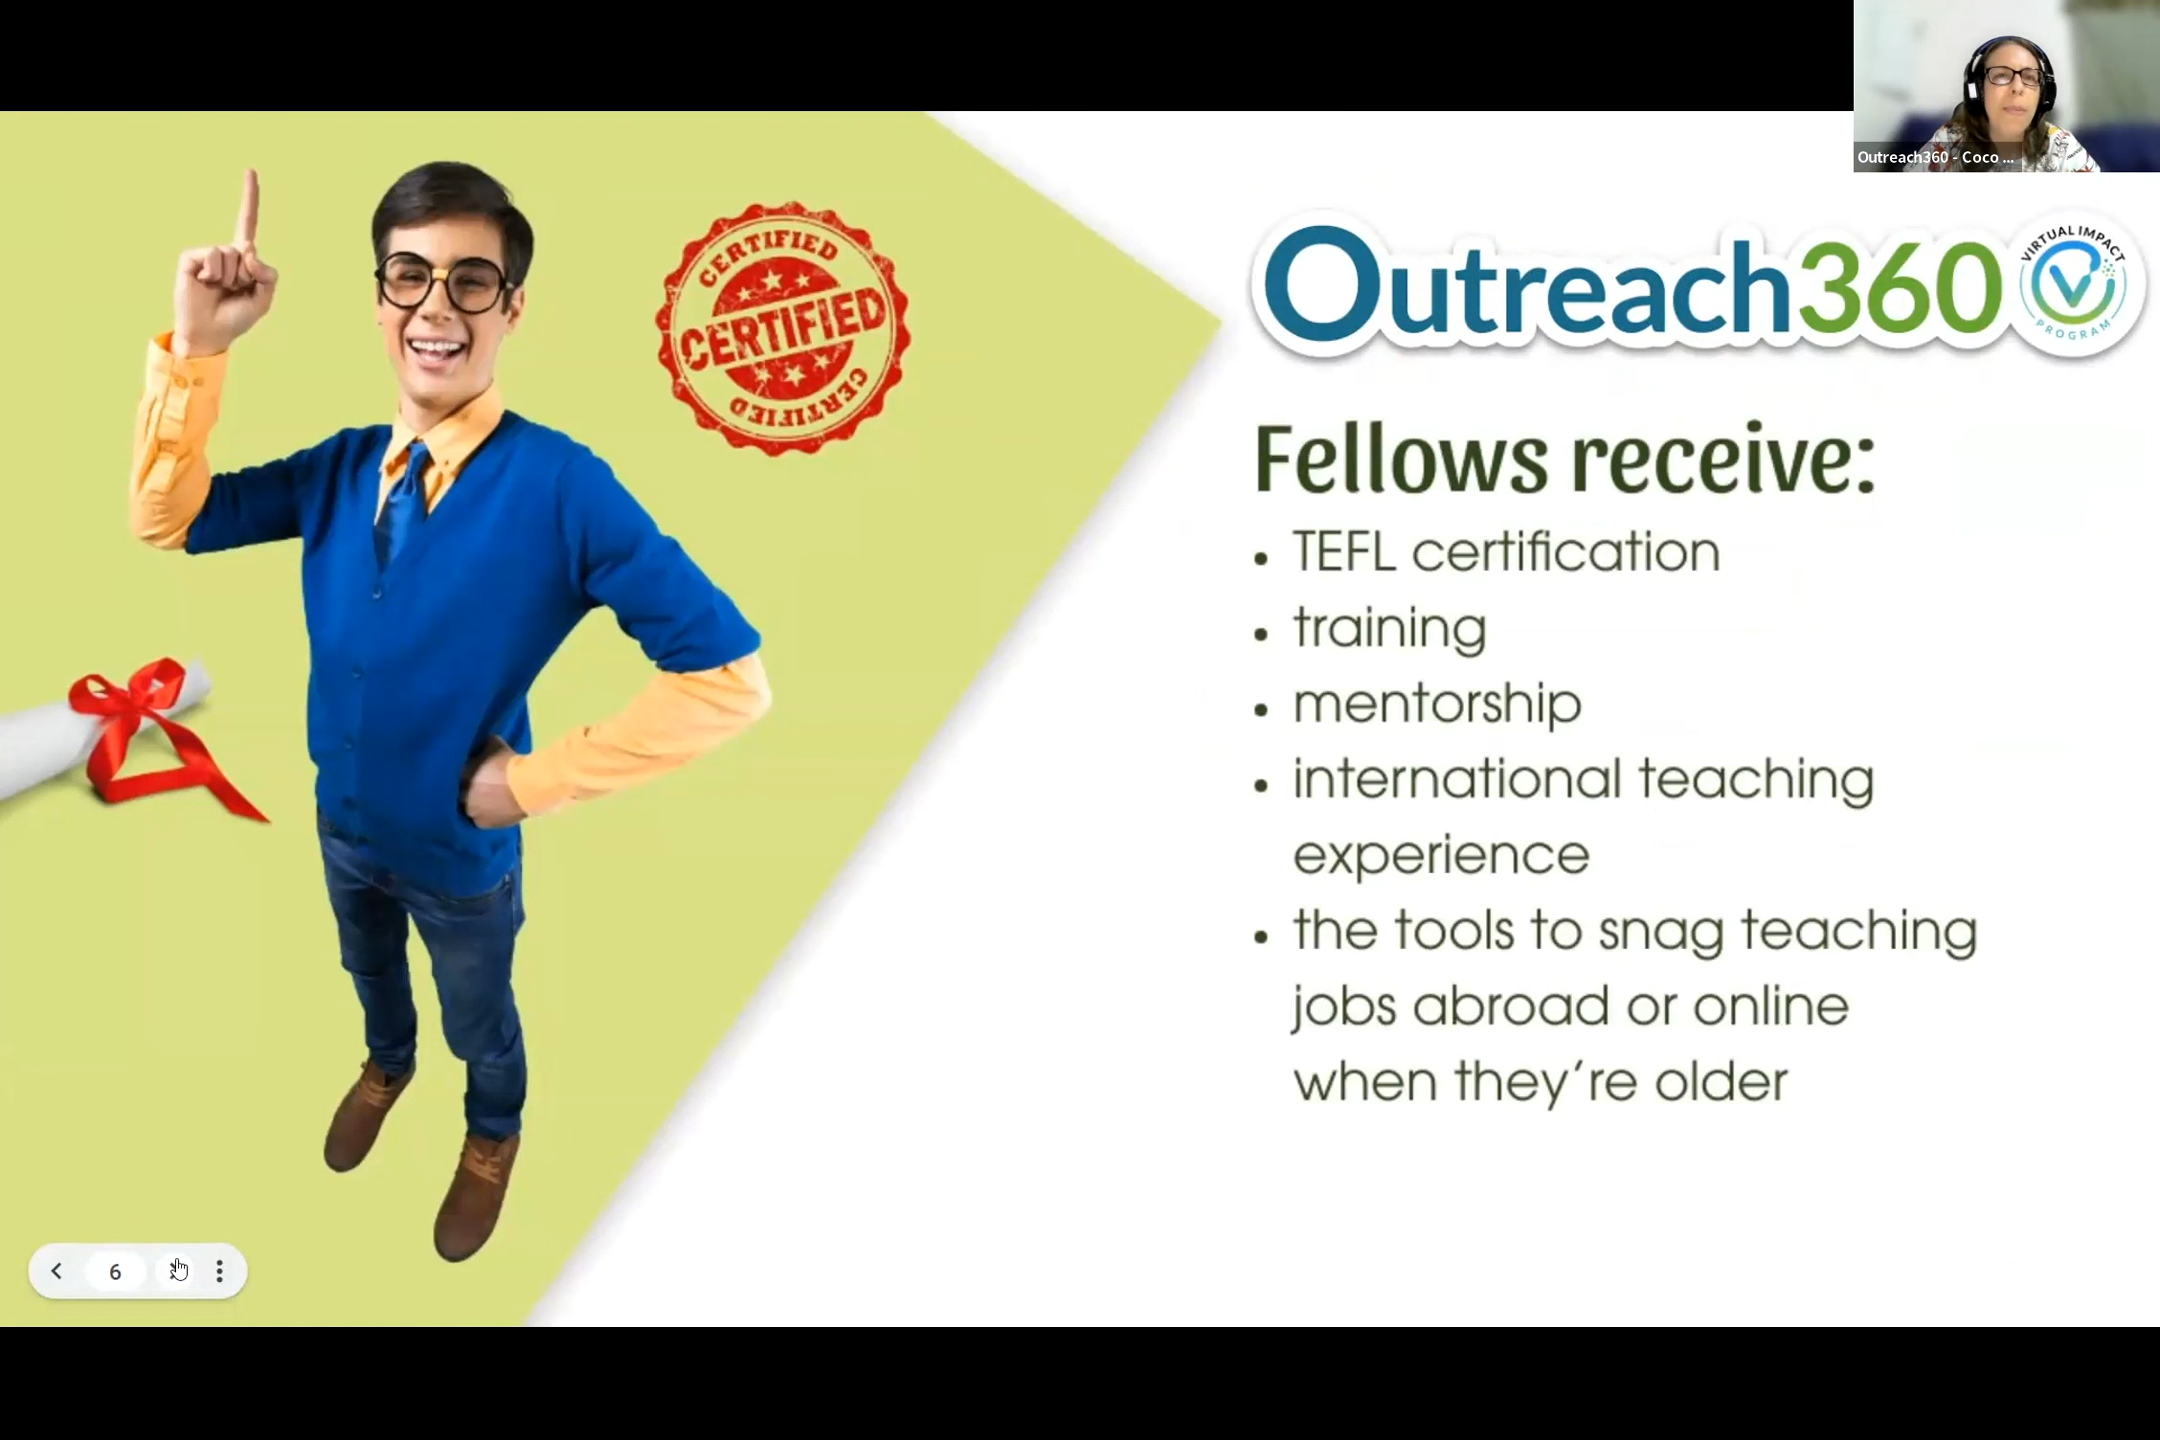 Outreach360 - Coco ...
CERTIFIED
CERTIFIED
CERTIFIED
Outreach360
VIRTUAL IMPACT
PROGRAM
Fellows receive:
• TEFL certification
• training
• mentorship
• international teaching
experience
• the tools to snag teaching
jobs abroad or online
when they’re older
6